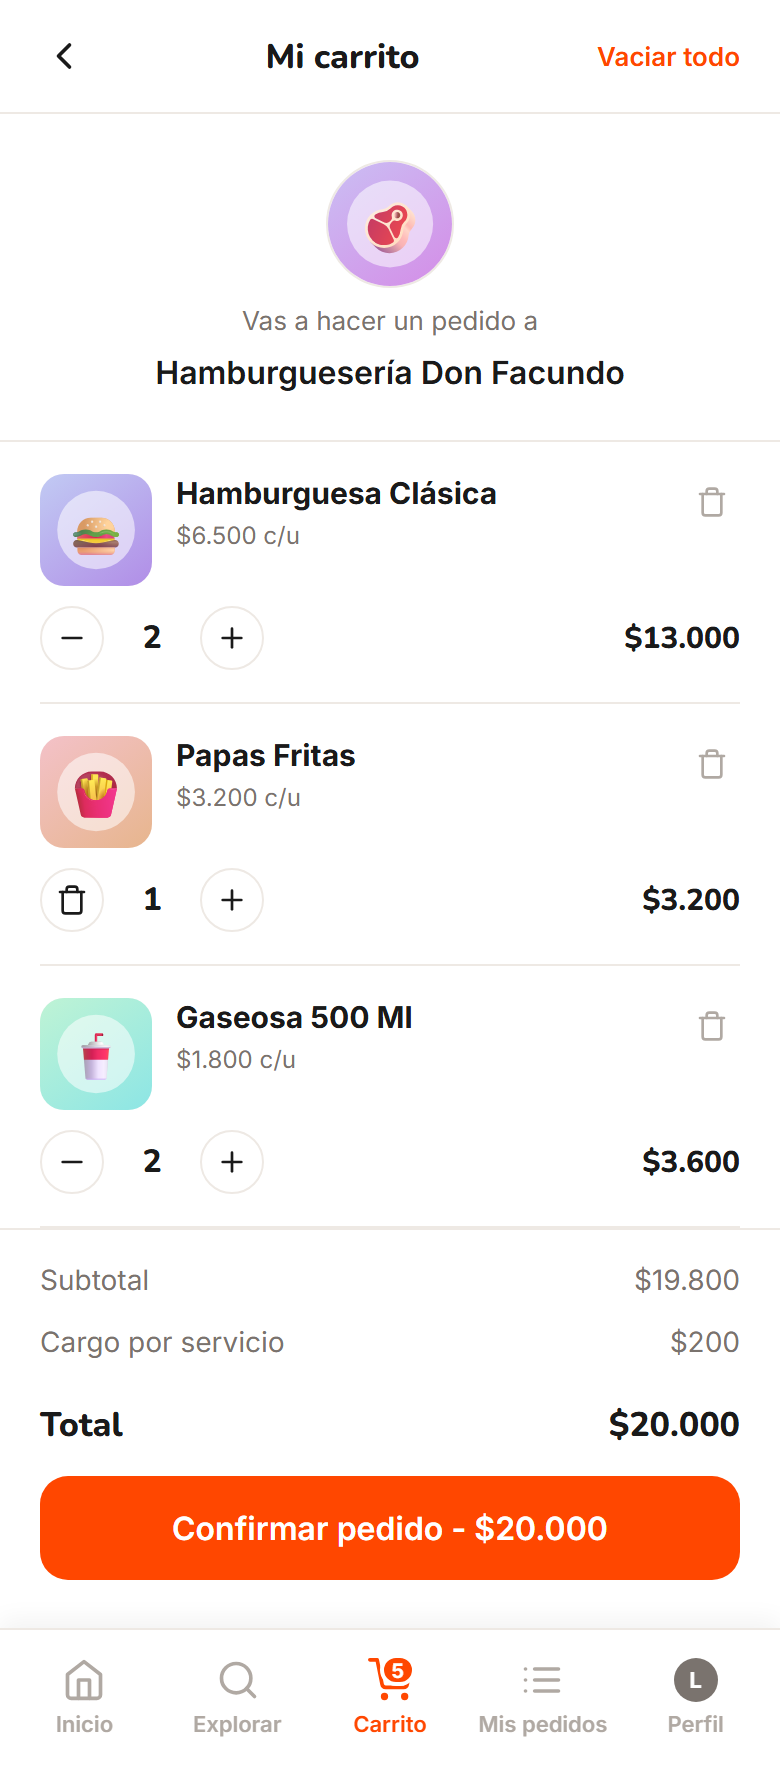 Mi carrito
Vaciar todo
Vas a hacer un pedido a
Hamburguesería Don Facundo
Hamburguesa Clásica
$6.500 c/u
2
$13.000
Papas Fritas
$3.200 c/u
1
$3.200
Gaseosa 500 Ml
$1.800 c/u
2
$3.600
Subtotal
$19.800
Cargo por servicio
$200
Total
$20.000
Confirmar pedido - $20.000
5
L
Inicio
Explorar
Carrito
Mis pedidos
Perfil